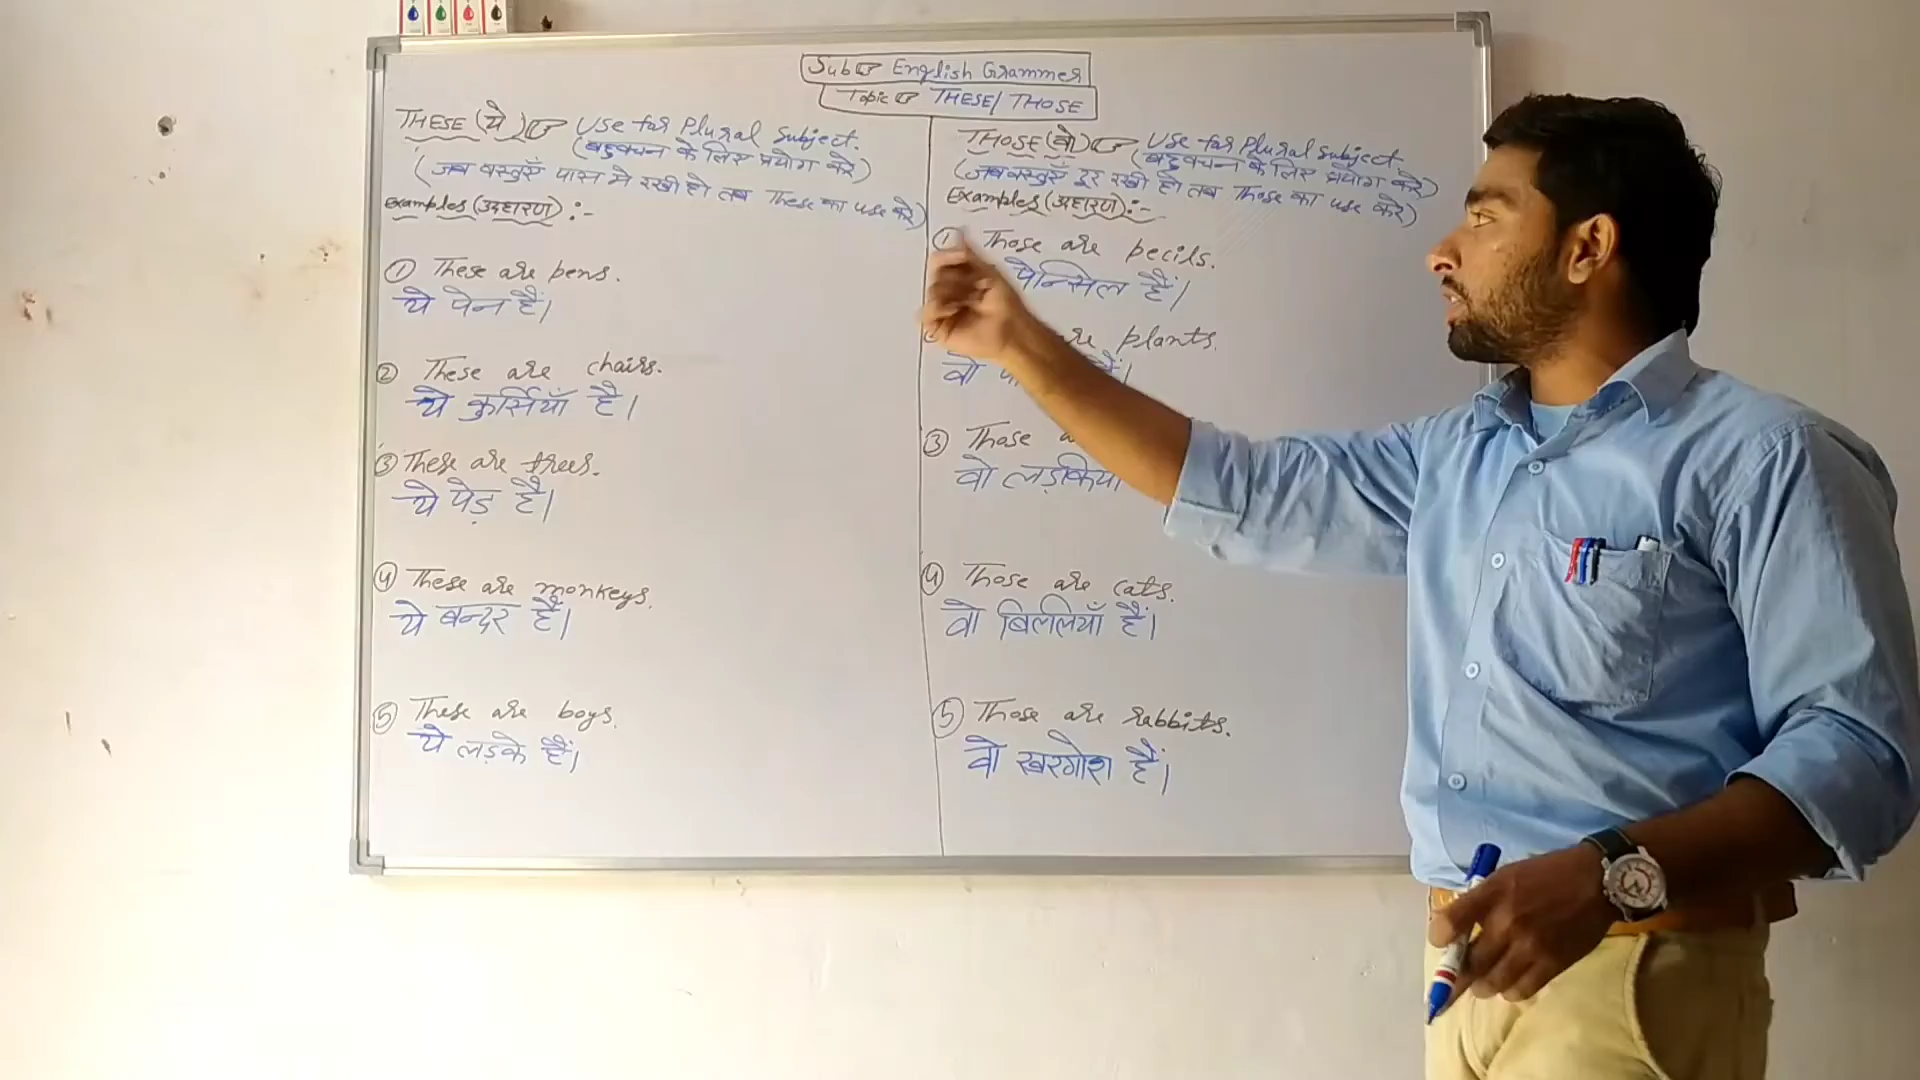 Sub☞ English Grammer
Topic☞ THESE/ THOSE
THESE (ये)☞ Use for Plural Subject.
(बहुवचन के लिए प्रयोग करे)
(जब वस्तुएँ पास मे रखी हो तब These का use करे)
Examples (उदाहारण) :-
① These are pens.
ये पेन हैं।
② These are chairs.
ये कुर्सियाँ है।
③ These are trees.
ये पेड़ है।
④ These are monkeys.
ये बन्दर हैं।
⑤ These are boys.
ये लड़के हैं।
THOSE (वो)☞ Use for Plural Subject
(बहुवचन के लिए प्रयोग करे)
(जब वस्तुएँ दूर रखी हो तब Those का use करे)
Examples (उदाहारण) :-
① Those are pecils.
पेन्सिल हैं।
are plants.
वो हैं।
③ Those
वो लड़किया
④ Those are cats.
वो बिल्लियाँ हैं।
⑤ Those are rabbits.
वो खरगोश हैं।